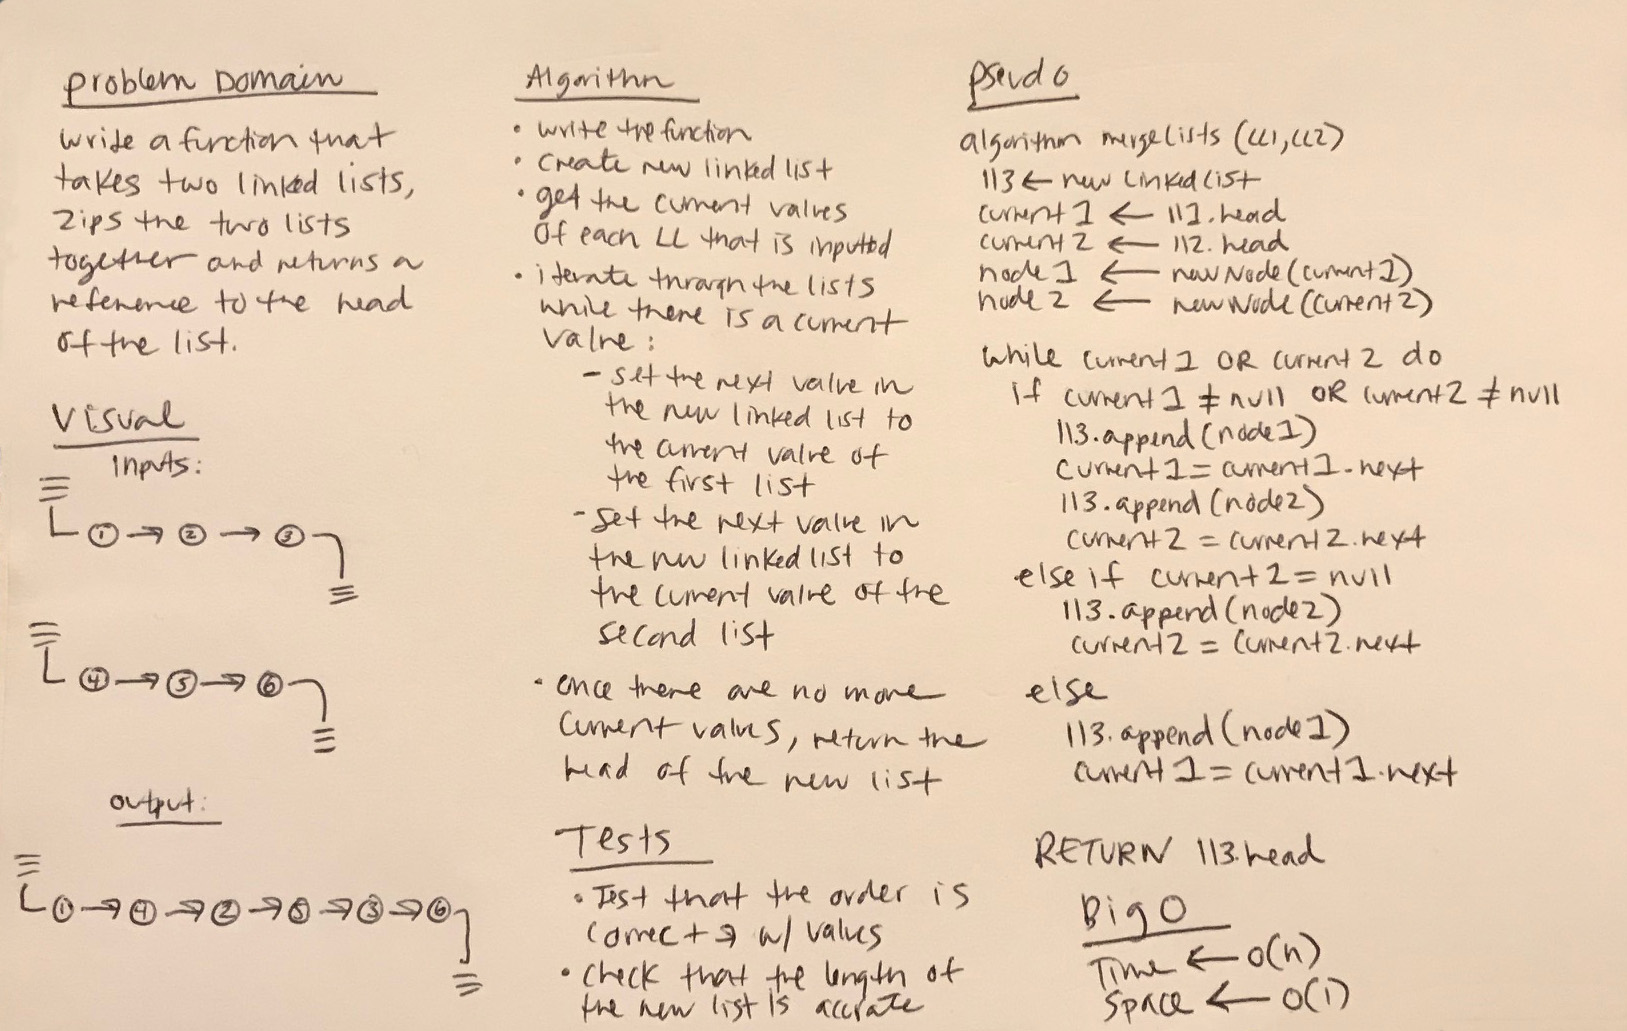 problem Domain
write a function that
takes two linked lists,
zips the two lists
together and returns a
reference to the head
of the list.
Visual
Inputs:
1 → 2 → 3
4 → 5 → 6
output:
1 → 4 → 2 → 5 → 3 → 6
Algorithm
• write the function
• create new linked list
• get the current values
of each LL that is inputted
• iterate through the lists
while there is a current
value:
- set the next value in
the new linked list to
the current value of
the first list
- set the next value in
the new linked list to
the current value of the
second list
• once there are no more
current values, return the
head of the new list
Tests
• Test that the order is
correct w/ values
• check that the length of
the new list is accrate
pseudo
algorithm mergeLists (LL1, LL2)
ll3 ← new Linked List
current 1 ← ll1.head
current 2 ← ll2.head
node 1 ← new Node (current 1)
node 2 ← new Node (current 2)
while current 1 OR current 2 do
if current 1 ≠ null OR current 2 ≠ null
ll3.append (node 1)
current 1 = current 1.next
ll3.append (node 2)
current 2 = current 2.next
else if current 2 = null
ll3.append (node 2)
current 2 = current 2.next
else
ll3.append (node 1)
current 1 = current 1.next
RETURN ll3.head
Big O
Time ← O(n)
Space ← O(1)